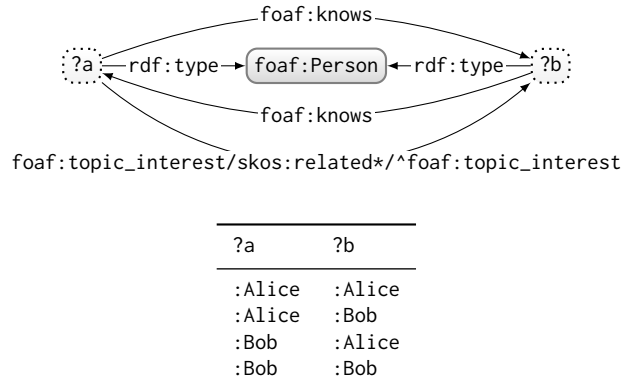 foaf:knows
?a rdf:type foaf:Person rdf:type ?b
foaf:knows
foaf:topic_interest/skos:related*/^foaf:topic_interest
?a ?b
:Alice :Alice
:Alice :Bob
:Bob :Alice
:Bob :Bob